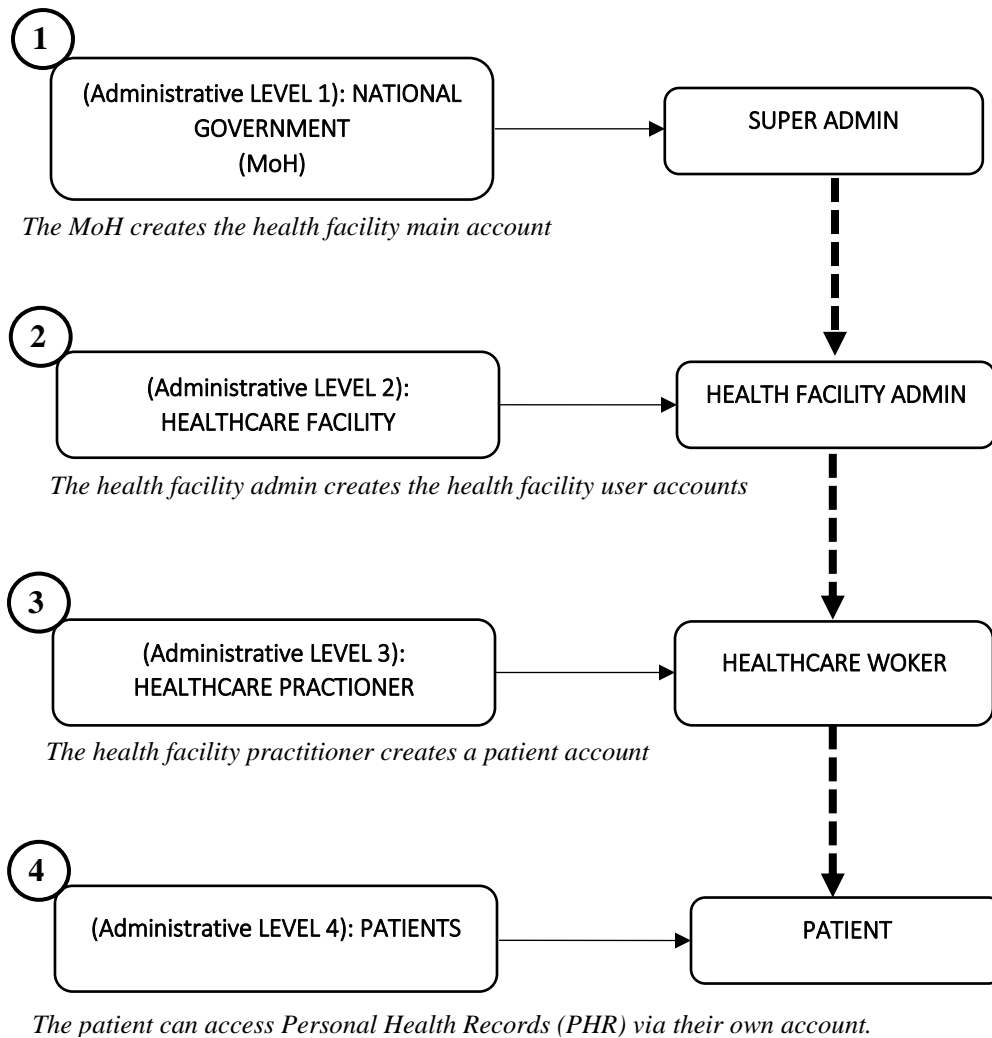 1
(Administrative LEVEL 1): NATIONAL
GOVERNMENT
(MoH)
SUPER ADMIN
The MoH creates the health facility main account
2
(Administrative LEVEL 2):
HEALTHCARE FACILITY
HEALTH FACILITY ADMIN
The health facility admin creates the health facility user accounts
3
(Administrative LEVEL 3):
HEALTHCARE PRACTIONER
HEALTHCARE WOKER
The health facility practitioner creates a patient account
4
(Administrative LEVEL 4): PATIENTS
PATIENT
The patient can access Personal Health Records (PHR) via their own account.